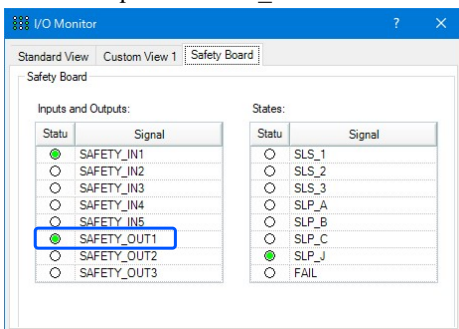 I/O Monitor ? ×
Standard View Custom View 1 Safety Board
Safety Board
Inputs and Outputs: States:
Statu Signal Statu Signal
SAFETY_IN1 SLS_1
SAFETY_IN2 SLS_2
SAFETY_IN3 SLS_3
SAFETY_IN4 SLP_A
SAFETY_IN5 SLP_B
SAFETY_OUT1 SLP_C
SAFETY_OUT2 SLP_J
SAFETY_OUT3 FAIL